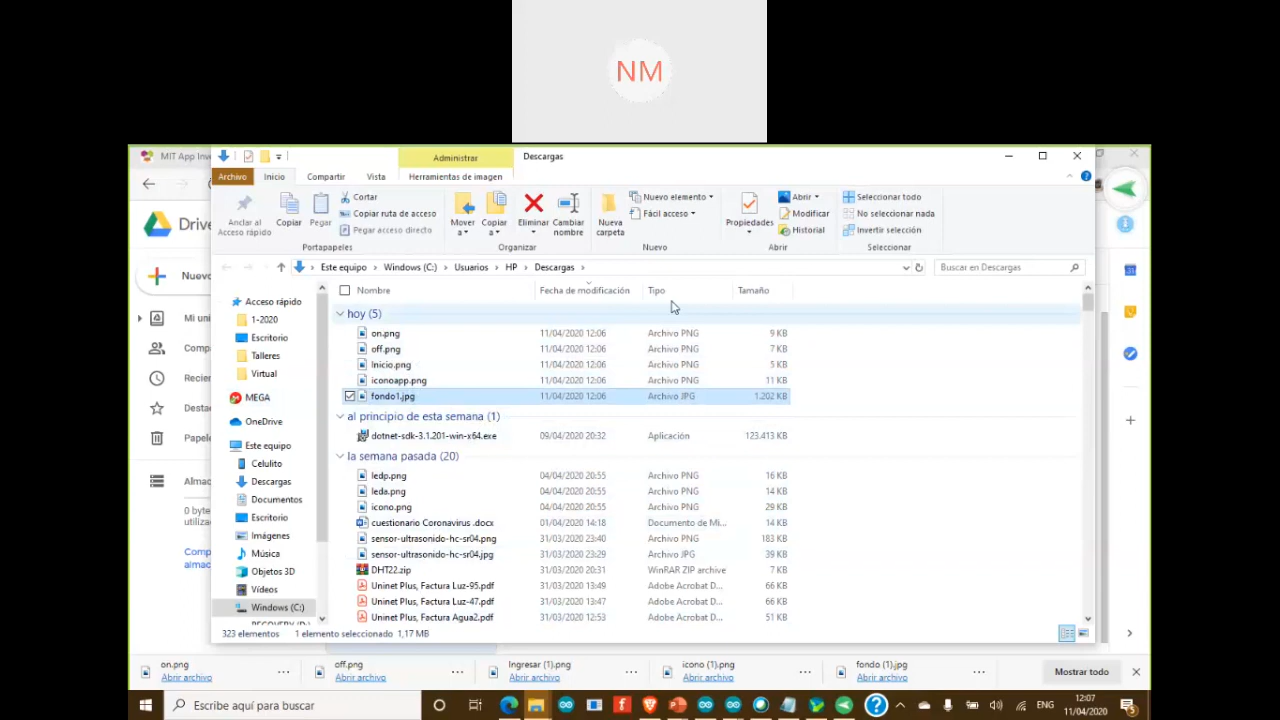 NM
MIT App Inv
Descargas
Administrar
Archivo Inicio Compartir Vista Herramientas de imagen
Anclar al Acceso rápido
Copiar
Pegar
Cortar
Copiar ruta de acceso
Pegar acceso directo
Portapapeles
Mover a
Copiar a
Eliminar
Cambiar nombre
Organizar
Nueva carpeta
Nuevo elemento
Fácil acceso
Nuevo
Propiedades
Abrir
Modificar
Historial
Abrir
Seleccionar todo
No seleccionar nada
Invertir selección
Seleccionar
Este equipo > Windows (C:) > Usuarios > HP > Descargas >
Buscar en Descargas
Nombre Fecha de modificación Tipo Tamaño
hoy (5)
on.png 11/04/2020 12:06 Archivo PNG 9 KB
off.png 11/04/2020 12:06 Archivo PNG 7 KB
Inicio.png 11/04/2020 12:06 Archivo PNG 5 KB
iconoapp.png 11/04/2020 12:06 Archivo PNG 11 KB
fondo1.jpg 11/04/2020 12:06 Archivo JPG 1.202 KB
al principio de esta semana (1)
dotnet-sdk-3.1.201-win-x64.exe 09/04/2020 20:32 Aplicación 123.413 KB
la semana pasada (20)
ledp.png 04/04/2020 20:55 Archivo PNG 16 KB
leda.png 04/04/2020 20:55 Archivo PNG 14 KB
icono.png 04/04/2020 20:55 Archivo PNG 29 KB
cuestionario Coronavirus .docx 01/04/2020 14:18 Documento de Mi... 14 KB
sensor-ultrasonido-hc-sr04.png 31/03/2020 23:40 Archivo PNG 183 KB
sensor-ultrasonido-hc-sr04.jpg 31/03/2020 23:29 Archivo JPG 39 KB
DHT22.zip 31/03/2020 20:31 WinRAR ZIP archive 7 KB
Uninet Plus, Factura Luz-95.pdf 31/03/2020 13:49 Adobe Acrobat D... 66 KB
Uninet Plus, Factura Luz-47.pdf 31/03/2020 13:47 Adobe Acrobat D... 66 KB
Uninet Plus, Factura Agua2.pdf 31/03/2020 12:53 Adobe Acrobat D... 51 KB
Acceso rápido
1-2020
Escritorio
Talleres
Virtual
MEGA
OneDrive
Este equipo
Celulito
Descargas
Documentos
Escritorio
Imágenes
Música
Objetos 3D
Vídeos
Windows (C:)
RECOVERY (D:)
323 elementos 1 elemento seleccionado 1,17 MB
Drive
Nuevo
Mi uni
Compa
Recier
Desta
Papele
Almac
0 byte
utilizac
Comp
almac
on.png
Abrir archivo
off.png
Abrir archivo
Ingresar (1).png
Abrir archivo
icono (1).png
Abrir archivo
fondo (1).jpg
Abrir archivo
Mostrar todo
Escribe aquí para buscar
ENG
12:07
11/04/2020
5